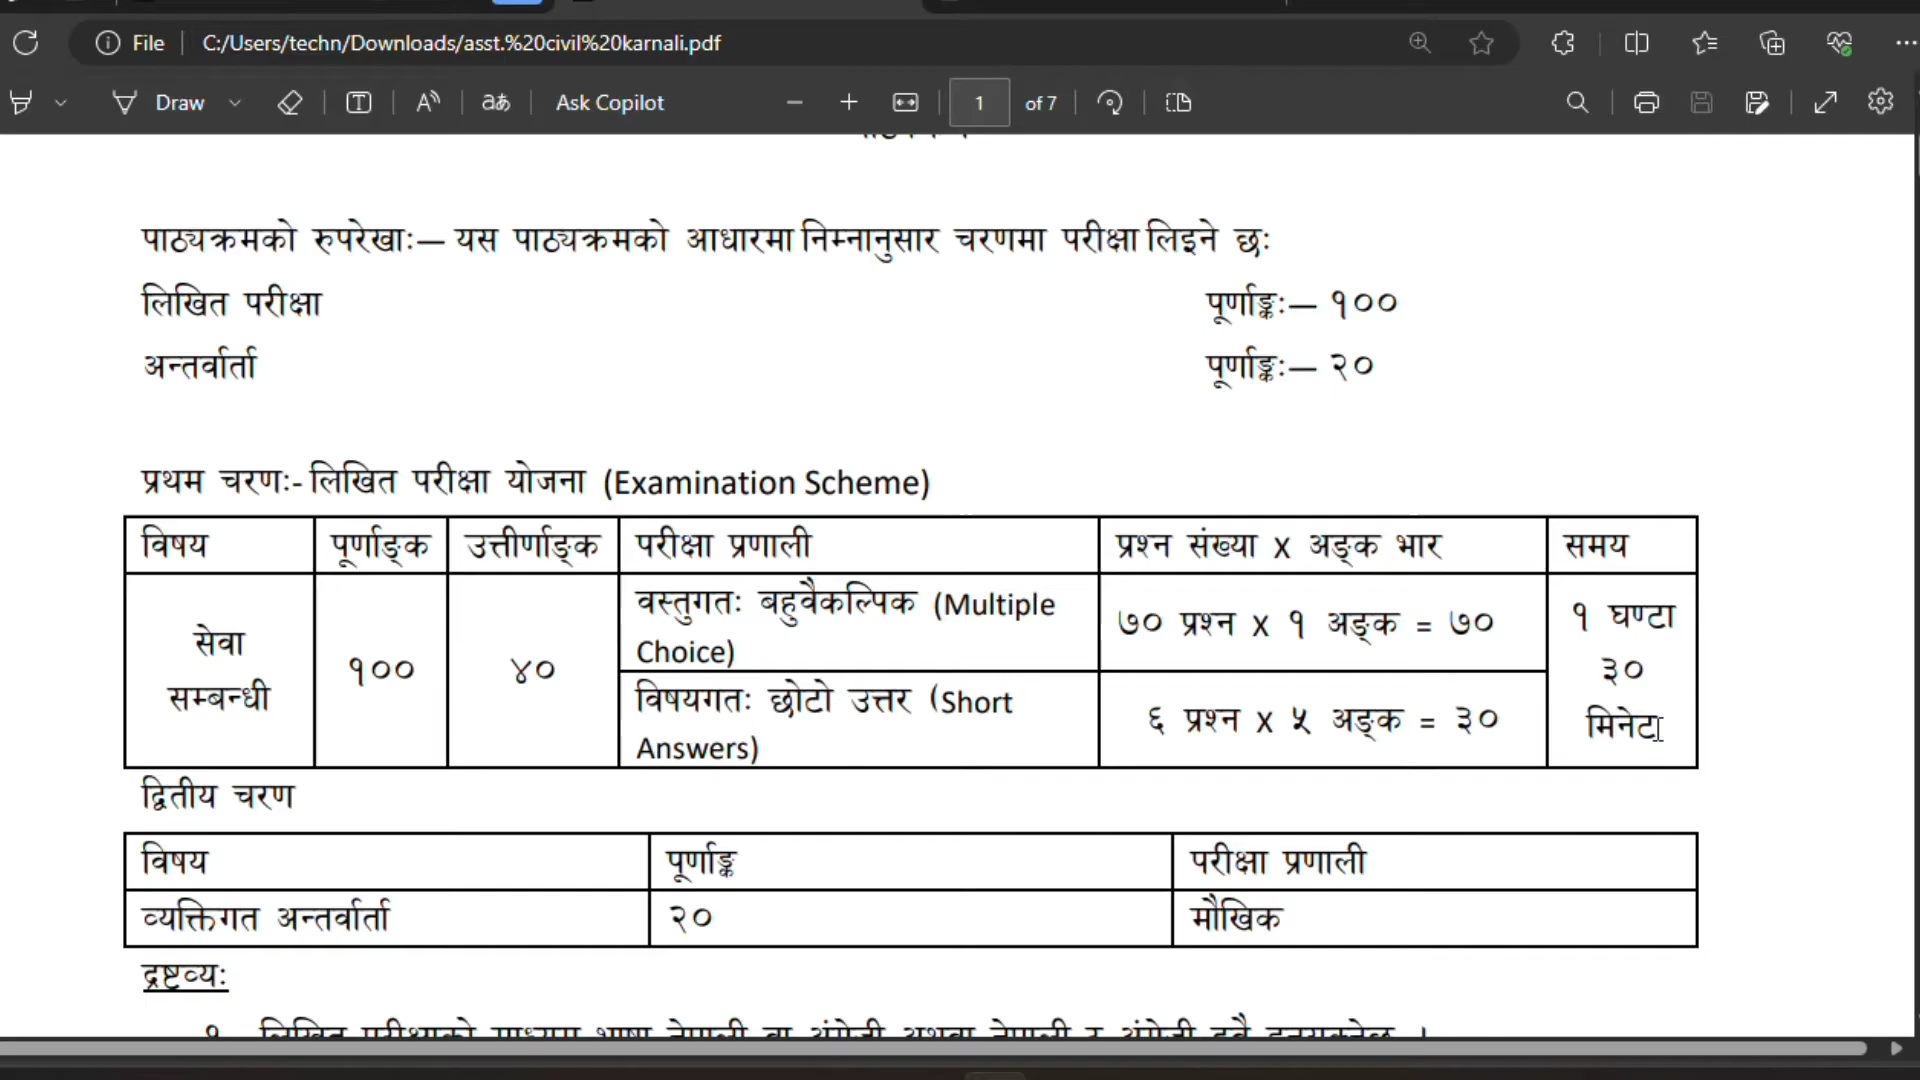 File
C:/Users/techn/Downloads/asst.%20civil%20karnali.pdf
Draw
Ask Copilot
1 of 7
पाठ्यक्रमको रुपरेखाः— यस पाठ्यक्रमको आधारमा निम्नानुसार चरणमा परीक्षा लिइने छः
लिखित परीक्षा पूर्णाङ्कः— १००
अन्तर्वार्ता पूर्णाङ्कः— २०
प्रथम चरणः- लिखित परीक्षा योजना (Examination Scheme)
विषय पूर्णाङ्क उत्तीर्णाङ्क परीक्षा प्रणाली प्रश्न संख्या x अङ्क भार समय
सेवा
सम्बन्धी
१००
४०
वस्तुगतः बहुवैकल्पिक (Multiple
Choice)
७० प्रश्न x १ अङ्क = ७०
विषयगतः छोटो उत्तर (Short
Answers)
६ प्रश्न x ५ अङ्क = ३०
१ घण्टा
३०
मिनेट
द्वितीय चरण
विषय पूर्णाङ्क परीक्षा प्रणाली
व्यक्तिगत अन्तर्वार्ता २० मौखिक
द्रष्टव्यः